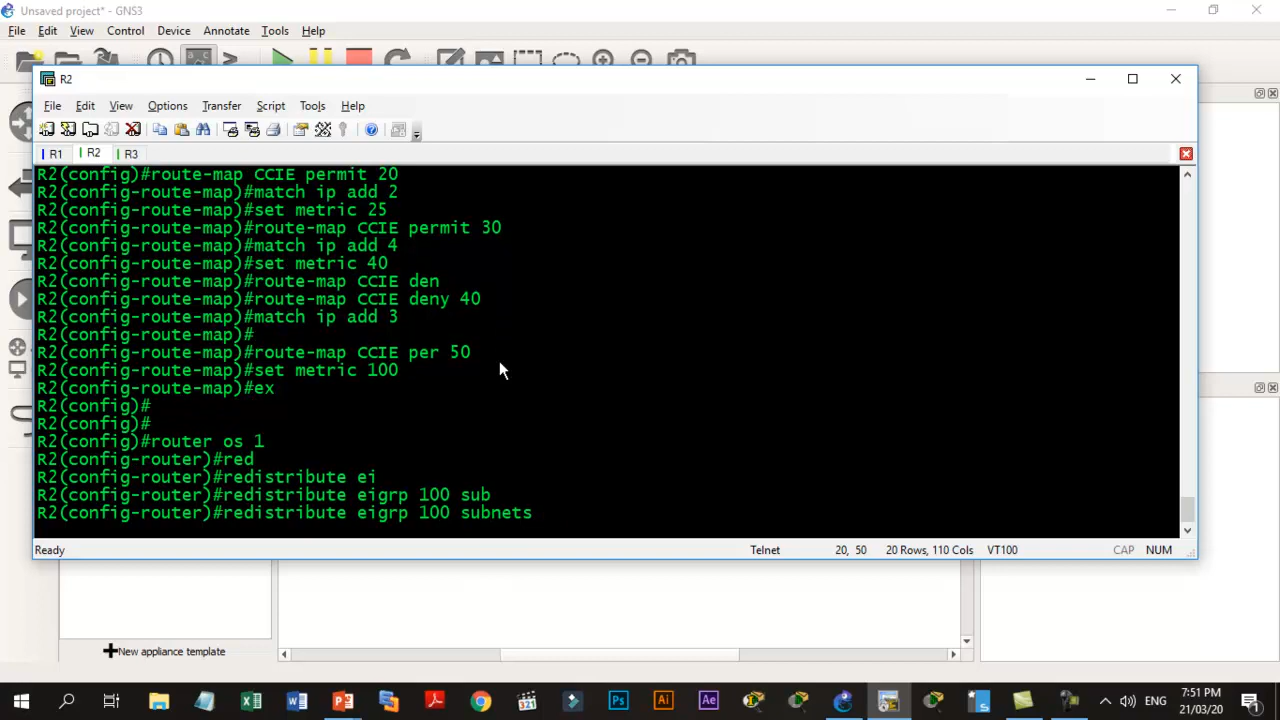 Unsaved project* - GNS3
File Edit View Control Device Annotate Tools Help
R2
File Edit View Options Transfer Script Tools Help
R1 R2 R3
R2(config)#route-map CCIE permit 20
R2(config-route-map)#match ip add 2
R2(config-route-map)#set metric 25
R2(config-route-map)#route-map CCIE permit 30
R2(config-route-map)#match ip add 4
R2(config-route-map)#set metric 40
R2(config-route-map)#route-map CCIE den
R2(config-route-map)#route-map CCIE deny 40
R2(config-route-map)#match ip add 3
R2(config-route-map)#
R2(config-route-map)#route-map CCIE per 50
R2(config-route-map)#set metric 100
R2(config-route-map)#ex
R2(config)#
R2(config)#
R2(config)#router os 1
R2(config-router)#red
R2(config-router)#redistribute ei
R2(config-router)#redistribute eigrp 100 sub
R2(config-router)#redistribute eigrp 100 subnets
Ready Telnet 20, 50 20 Rows, 110 Cols VT100 CAP NUM
New appliance template
ENG
7:51 PM
21/03/20